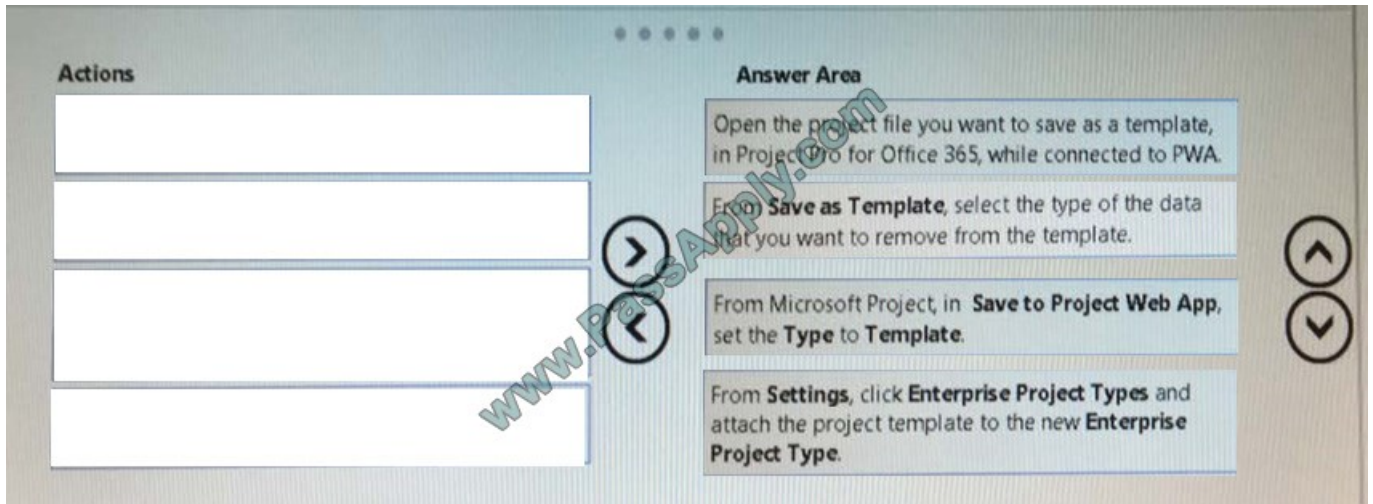 Actions
Answer Area
Open the project file you want to save as a template,
in Project Pro for Office 365, while connected to PWA.
From Save as Template, select the type of the data
that you want to remove from the template.
From Microsoft Project, in Save to Project Web App,
set the Type to Template.
From Settings, click Enterprise Project Types and
attach the project template to the new Enterprise
Project Type.
www.PassApply.com